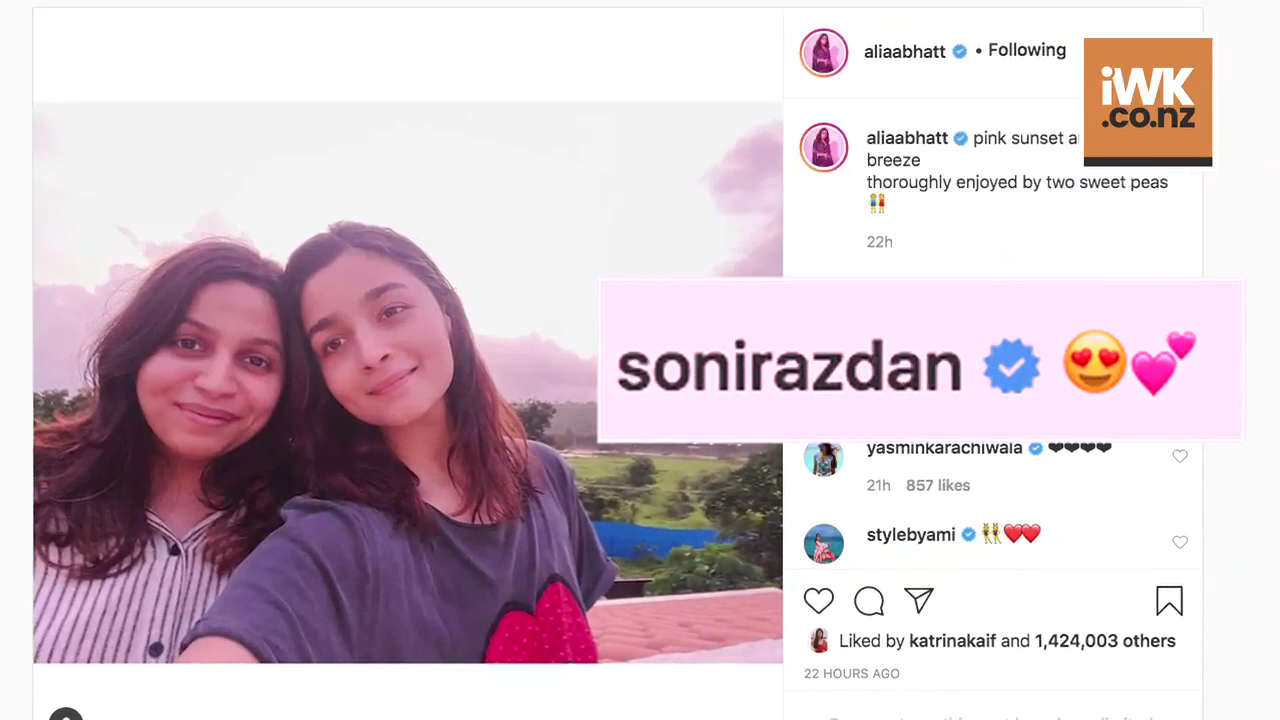 aliaabhatt • Following
iWK
.co.nz
aliaabhatt pink sunset
breeze
thoroughly enjoyed by two sweet peas
👭
22h
sonirazdan 😍💕
yasminkarachiwala ❤❤❤❤
21h 857 likes
stylebyami 👯❤️❤️
Liked by katrinakaif and 1,424,003 others
22 HOURS AGO